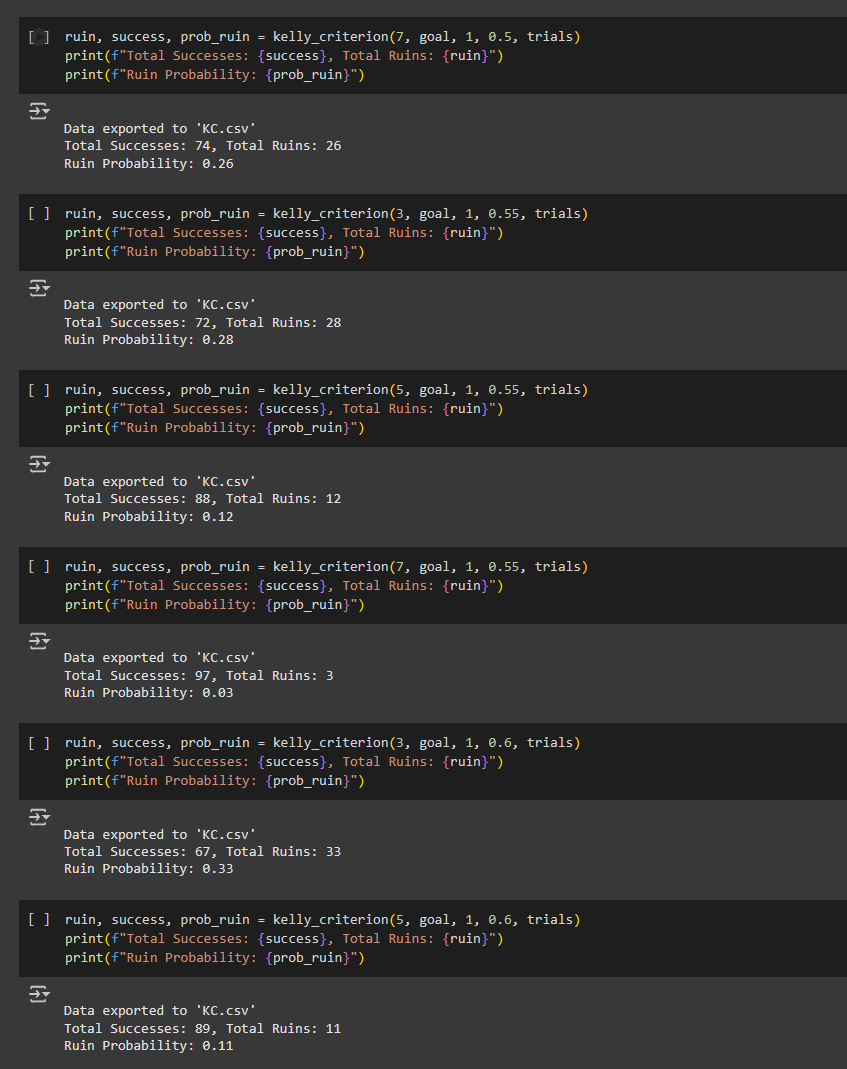 [ ] ruin, success, prob_ruin = kelly_criterion(7, goal, 1, 0.5, trials)
print(f"Total Successes: {success}, Total Ruins: {ruin}")
print(f"Ruin Probability: {prob_ruin}")
Data exported to 'KC.csv'
Total Successes: 74, Total Ruins: 26
Ruin Probability: 0.26
[ ] ruin, success, prob_ruin = kelly_criterion(3, goal, 1, 0.55, trials)
print(f"Total Successes: {success}, Total Ruins: {ruin}")
print(f"Ruin Probability: {prob_ruin}")
Data exported to 'KC.csv'
Total Successes: 72, Total Ruins: 28
Ruin Probability: 0.28
[ ] ruin, success, prob_ruin = kelly_criterion(5, goal, 1, 0.55, trials)
print(f"Total Successes: {success}, Total Ruins: {ruin}")
print(f"Ruin Probability: {prob_ruin}")
Data exported to 'KC.csv'
Total Successes: 88, Total Ruins: 12
Ruin Probability: 0.12
[ ] ruin, success, prob_ruin = kelly_criterion(7, goal, 1, 0.55, trials)
print(f"Total Successes: {success}, Total Ruins: {ruin}")
print(f"Ruin Probability: {prob_ruin}")
Data exported to 'KC.csv'
Total Successes: 97, Total Ruins: 3
Ruin Probability: 0.03
[ ] ruin, success, prob_ruin = kelly_criterion(3, goal, 1, 0.6, trials)
print(f"Total Successes: {success}, Total Ruins: {ruin}")
print(f"Ruin Probability: {prob_ruin}")
Data exported to 'KC.csv'
Total Successes: 67, Total Ruins: 33
Ruin Probability: 0.33
[ ] ruin, success, prob_ruin = kelly_criterion(5, goal, 1, 0.6, trials)
print(f"Total Successes: {success}, Total Ruins: {ruin}")
print(f"Ruin Probability: {prob_ruin}")
Data exported to 'KC.csv'
Total Successes: 89, Total Ruins: 11
Ruin Probability: 0.11